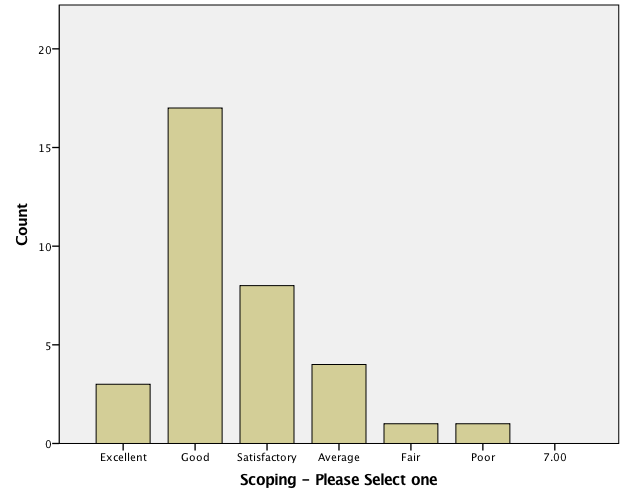 20
15
10
5
0
Count
Excellent Good Satisfactory Average Fair Poor 7.00
Scoping – Please Select one